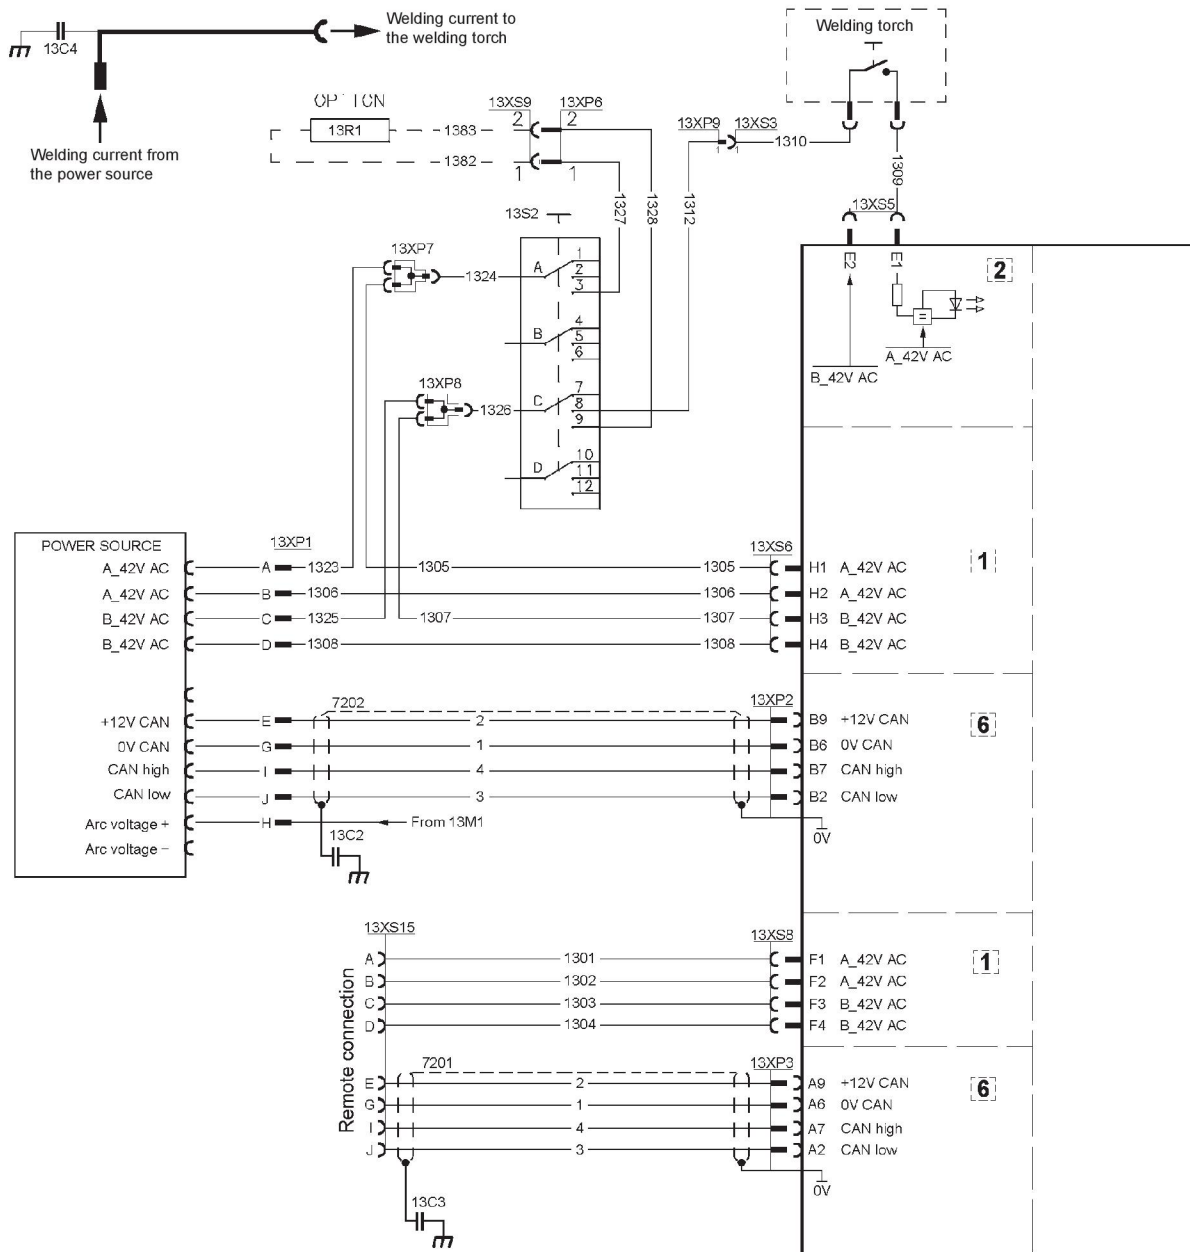 Welding current to
the welding torch
13C4
Welding current from
the power source
Welding torch
OPTION
13R1
13XS9
13XP6
2
2
1383
1382
1
1
13XP9
13XS3
1
1
1310
1309
1327
1328
1312
13XS5
E2
E1
2
B_42V AC
A_42V AC
13S2
13XP7
1324
A
1
2
3
B
4
5
6
13XP8
1326
C
7
8
9
D
10
11
12
POWER SOURCE
13XP1
13XS6
1
A_42V AC
A
1323
1305
1305
H1
A_42V AC
A_42V AC
B
1306
1306
H2
A_42V AC
B_42V AC
C
1325
1307
1307
H3
B_42V AC
B_42V AC
D
1308
1308
H4
B_42V AC
7202
13XP2
6
+12V CAN
E
2
B9
+12V CAN
0V CAN
G
1
B6
0V CAN
CAN high
I
4
B7
CAN high
CAN low
J
3
B2
CAN low
Arc voltage +
H
From 13M1
0V
13C2
Arc voltage –
Remote connection
13XS15
13XS8
1
A
1301
F1
A_42V AC
B
1302
F2
A_42V AC
C
1303
F3
B_42V AC
D
1304
F4
B_42V AC
7201
13XP3
6
E
2
A9
+12V CAN
G
1
A6
0V CAN
I
4
A7
CAN high
J
3
A2
CAN low
0V
13C3